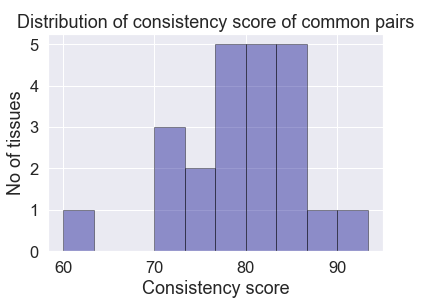 Distribution of consistency score of common pairs
5
4
3
2
1
0
No of tissues
60 70 80 90
Consistency score